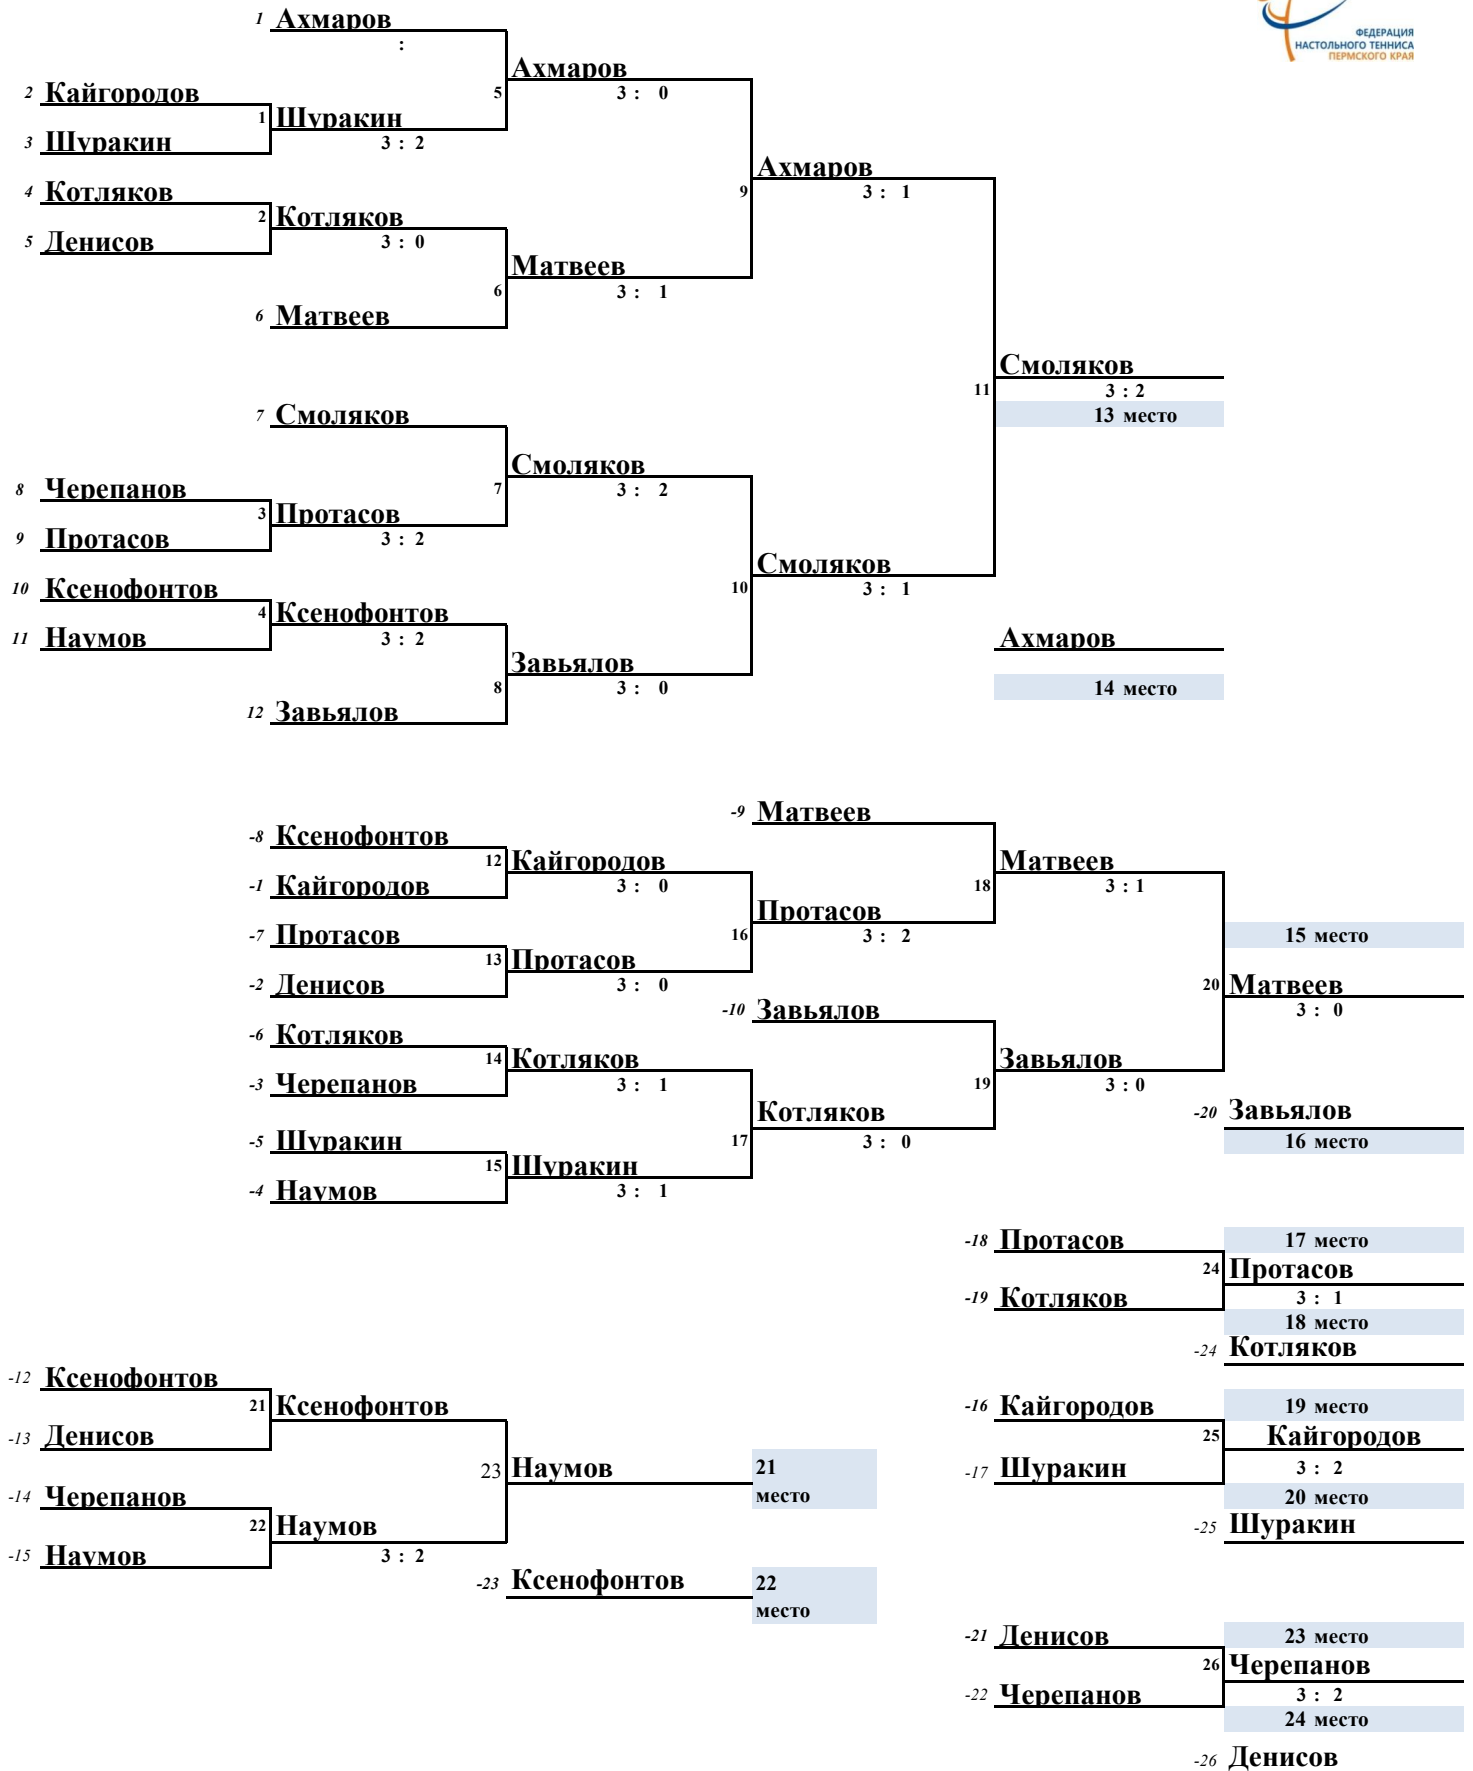 1 Ахмаров
:
ФЕДЕРАЦИЯ
НАСТОЛЬНОГО ТЕННИСА
ПЕРМСКОГО КРАЯ
5 Ахмаров
3 : 0
2 Кайгородов
1 Шуракин
3 : 2
3 Шуракин
9 Ахмаров
3 : 1
4 Котляков
2 Котляков
3 : 0
5 Денисов
6 Матвеев
3 : 1
6 Матвеев
11 Смоляков
3 : 2
13 место
7 Смоляков
7 Смоляков
3 : 2
8 Черепанов
3 Протасов
3 : 2
9 Протасов
10 Смоляков
3 : 1
10 Ксенофонтов
4 Ксенофонтов
3 : 2
11 Наумов
Ахмаров
14 место
8 Завьялов
3 : 0
12 Завьялов
-9 Матвеев
-8 Ксенофонтов
12 Кайгородов
3 : 0
18 Матвеев
3 : 1
-1 Кайгородов
16 Протасов
3 : 2
-7 Протасов
15 место
13 Протасов
3 : 0
-2 Денисов
20 Матвеев
3 : 0
-10 Завьялов
-6 Котляков
14 Котляков
3 : 1
19 Завьялов
3 : 0
-3 Черепанов
17 Котляков
3 : 0
-20 Завьялов
16 место
-5 Шуракин
15 Шуракин
3 : 1
-4 Наумов
-18 Протасов
17 место
24 Протасов
3 : 1
-19 Котляков
18 место
-24 Котляков
-12 Ксенофонтов
21 Ксенофонтов
-13 Денисов
-16 Кайгородов
19 место
25 Кайгородов
3 : 2
-17 Шуракин
20 место
-25 Шуракин
23 Наумов
21
место
-14 Черепанов
22 Наумов
3 : 2
-15 Наумов
-23 Ксенофонтов
22
место
-21 Денисов
23 место
26 Черепанов
3 : 2
-22 Черепанов
24 место
-26 Денисов